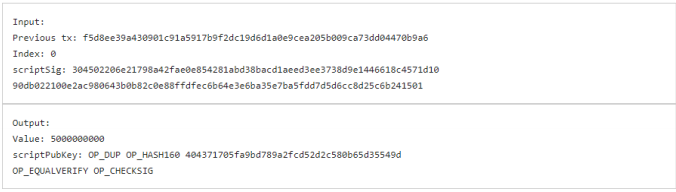 Input:
Previous tx: f5d8ee39a430901c91a5917b9f2dc19d6d1a0e9cea205b009ca73dd04470b9a6
Index: 0
scriptSig: 304502206e21798a42fae0e854281abd38bacd1aeed3ee3738d9e1446618c4571d10
90db022100e2ac980643b0b82c0e88ffdfec6b64e3e6ba35e7ba5fdd7d5d6cc8d25c6b241501
Output:
Value: 5000000000
scriptPubKey: OP_DUP OP_HASH160 404371705fa9bd789a2fcd52d2c580b65d35549d
OP_EQUALVERIFY OP_CHECKSIG